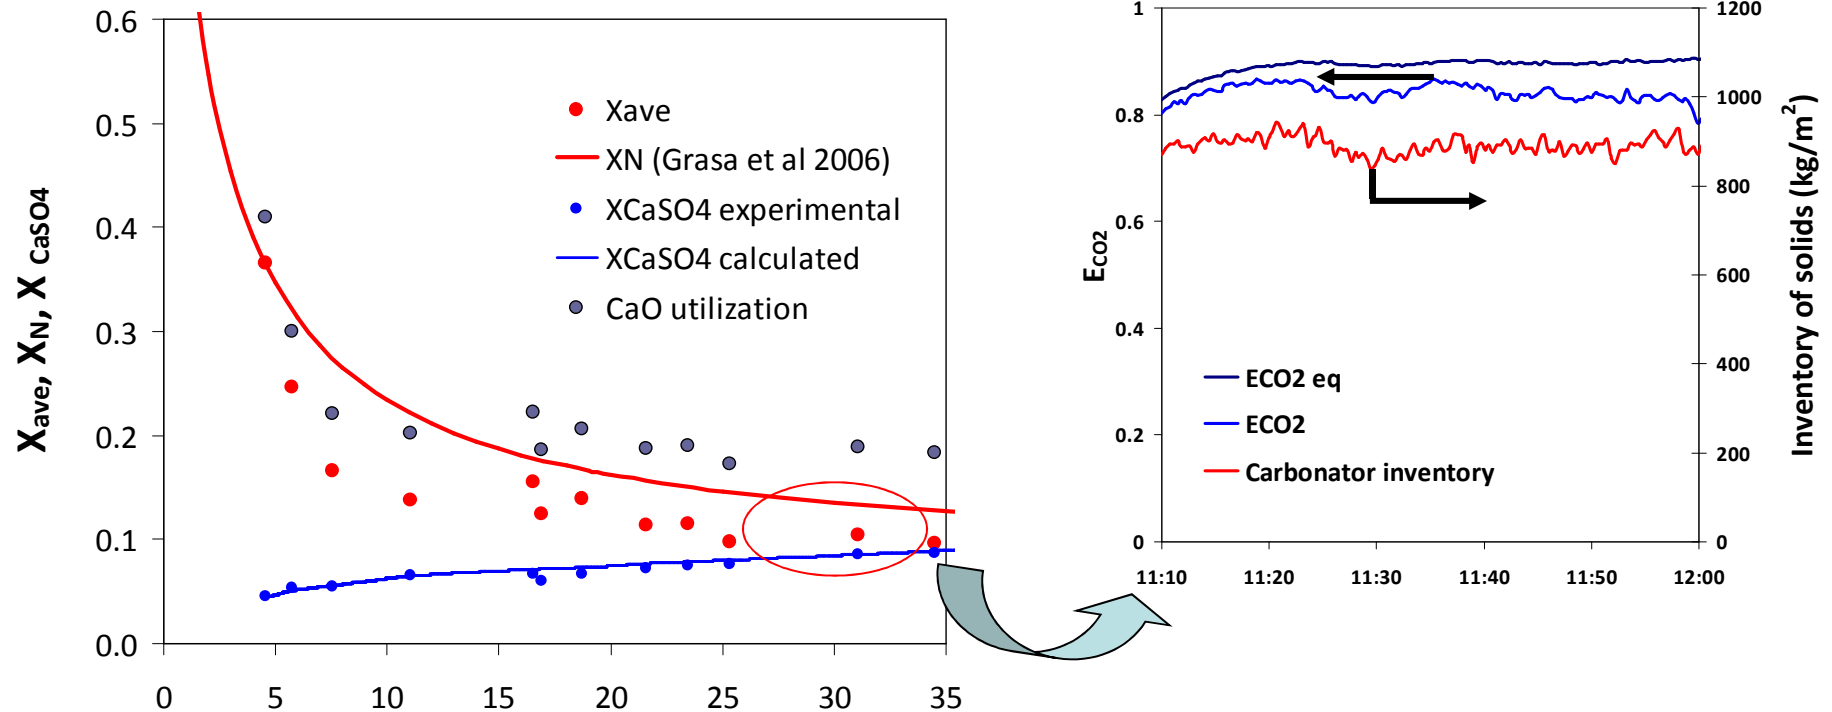 0.6
0.5
0.4
0.3
0.2
0.1
0.0
Xave, XN, X CaSO4
Xave
XN (Grasa et al 2006)
XCaSO4 experimental
XCaSO4 calculated
CaO utilization
0 5 10 15 20 25 30 35
1
0.8
0.6
0.4
0.2
0
ECO2
ECO2 eq
ECO2
Carbonator inventory
1200
1000
800
600
400
200
0
Inventory of solids (kg/m2)
11:10 11:20 11:30 11:40 11:50 12:00